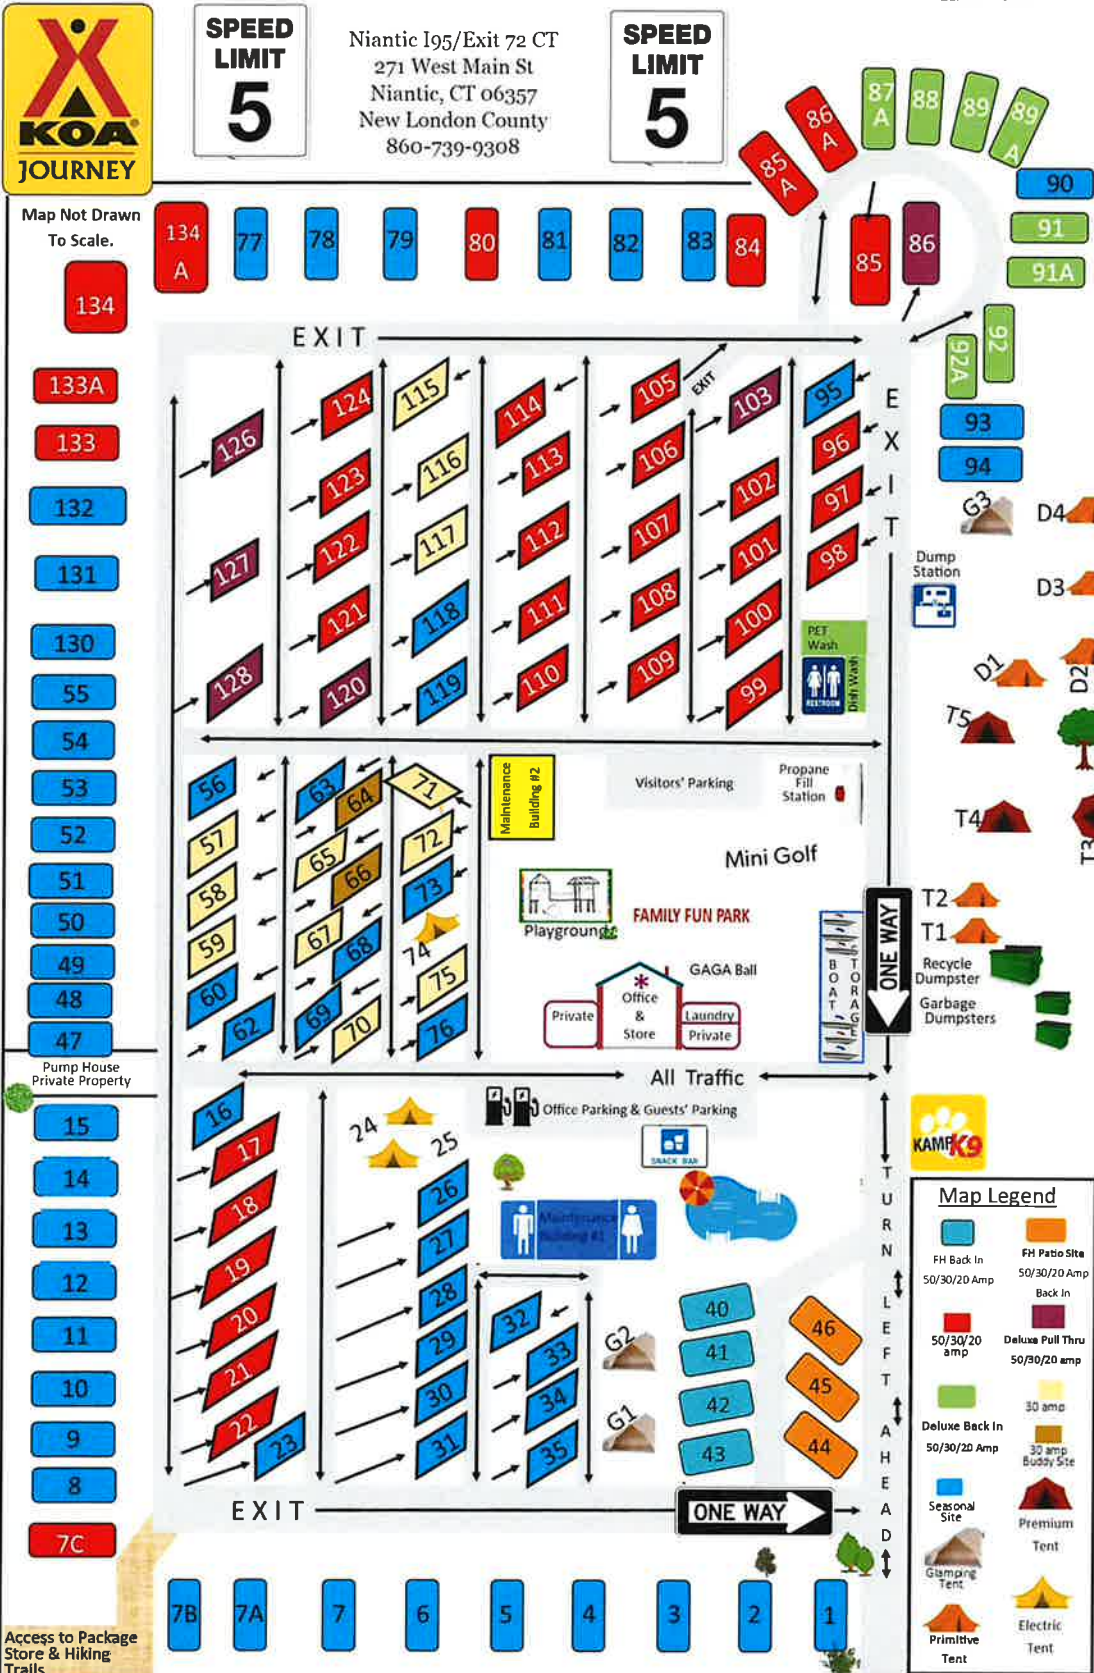 KOA
JOURNEY
SPEED
LIMIT
5
Niantic I95/Exit 72 CT
271 West Main St
Niantic, CT 06357
New London County
860-739-9308
SPEED
LIMIT
5
Map Not Drawn
To Scale.
134
A
77
78
79
80
81
82
83
84
85
A
86
A
87
A
88
89
89
A
90
91
91A
85
86
92
92A
93
94
134
133A
133
132
131
130
55
54
53
52
51
50
49
48
47
Pump House
Private Property
15
14
13
12
11
10
9
8
7C
Access to Package
Store & Hiking
Trails
EXIT
EXIT
EXIT
126
127
128
124
123
122
121
120
115
116
117
118
119
114
113
112
111
110
105
106
107
108
109
103
102
101
100
99
95
96
97
98
PET
Wash
RESTROOM
Dish Wash
G3
D4
Dump
Station
D3
D1
D2
T5
T4
T3
T2
T1
Recycle
Dumpster
Garbage
Dumpsters
56
57
58
59
60
62
63
64
65
66
67
68
69
70
71
72
73
74
75
76
Maintenance
Building #2
Visitors' Parking
Propane
Fill
Station
Mini Golf
Playground
FAMILY FUN PARK
GAGA Ball
Office
&
Store
Private
Laundry
Private
BOAT
STORAGE
ONE WAY
All Traffic
Office Parking & Guests' Parking
SNACK BAR
Maintenance
Building #1
16
17
18
19
20
21
22
23
24
25
26
27
28
29
30
31
32
33
34
35
G2
G1
40
41
42
43
46
45
44
TURN
LEFT
AHEAD
KAMP K9
EXIT
ONE WAY
7B
7A
7
6
5
4
3
2
1
Map Legend
FH Back In
50/30/20 Amp
FH Patio Site
50/30/20 Amp
Back In
50/30/20
amp
Deluxe Pull Thru
50/30/20 amp
Deluxe Back In
50/30/20 Amp
30 amp
30 amp
Buddy Site
Seasonal
Site
Premium
Tent
Glamping
Tent
Primitive
Tent
Electric
Tent